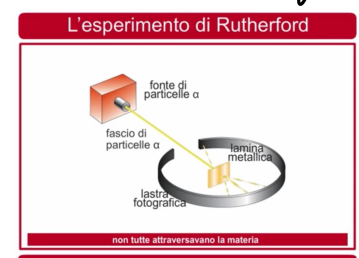 L'esperimento di Rutherford
fonte di
particelle α
fascio di
particelle α
lamina
metallica
lastra
fotografica
non tutte attraversavano la materia